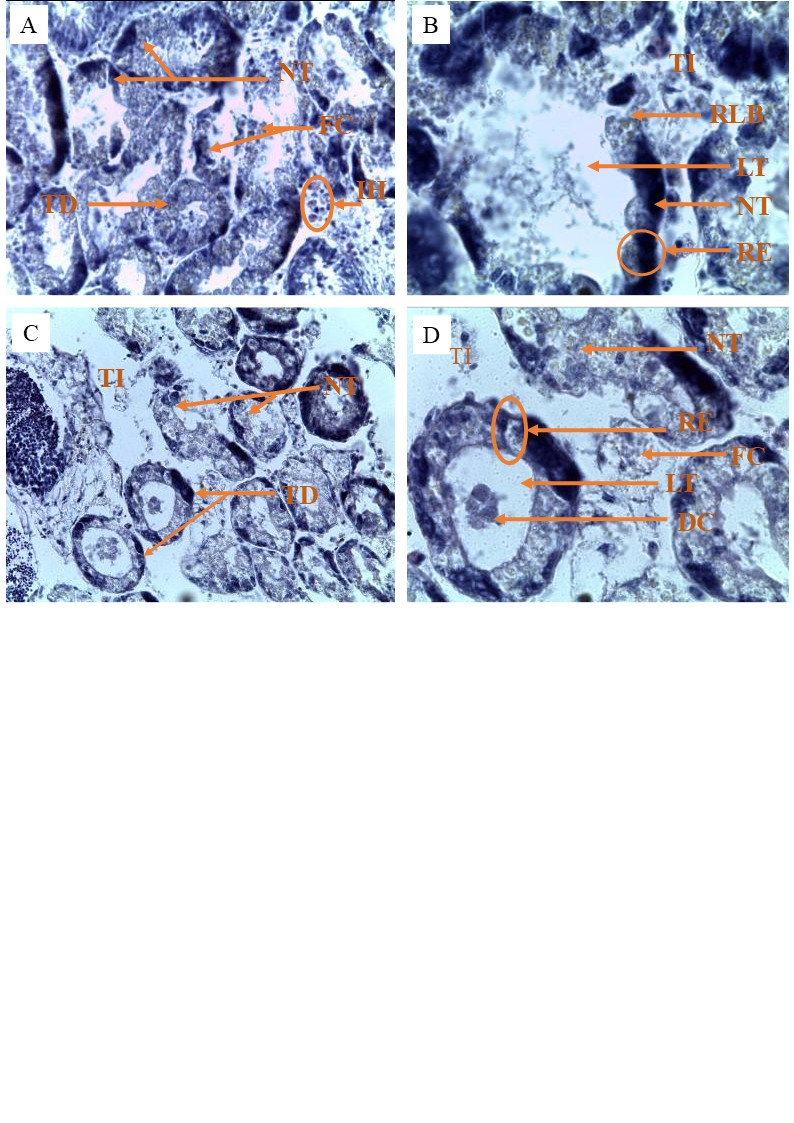 A
NT
FC
TD
IH
B
TI
RLB
LT
NT
RE
C
TI
NT
TD
D
TI
NT
RE
FC
LT
DC